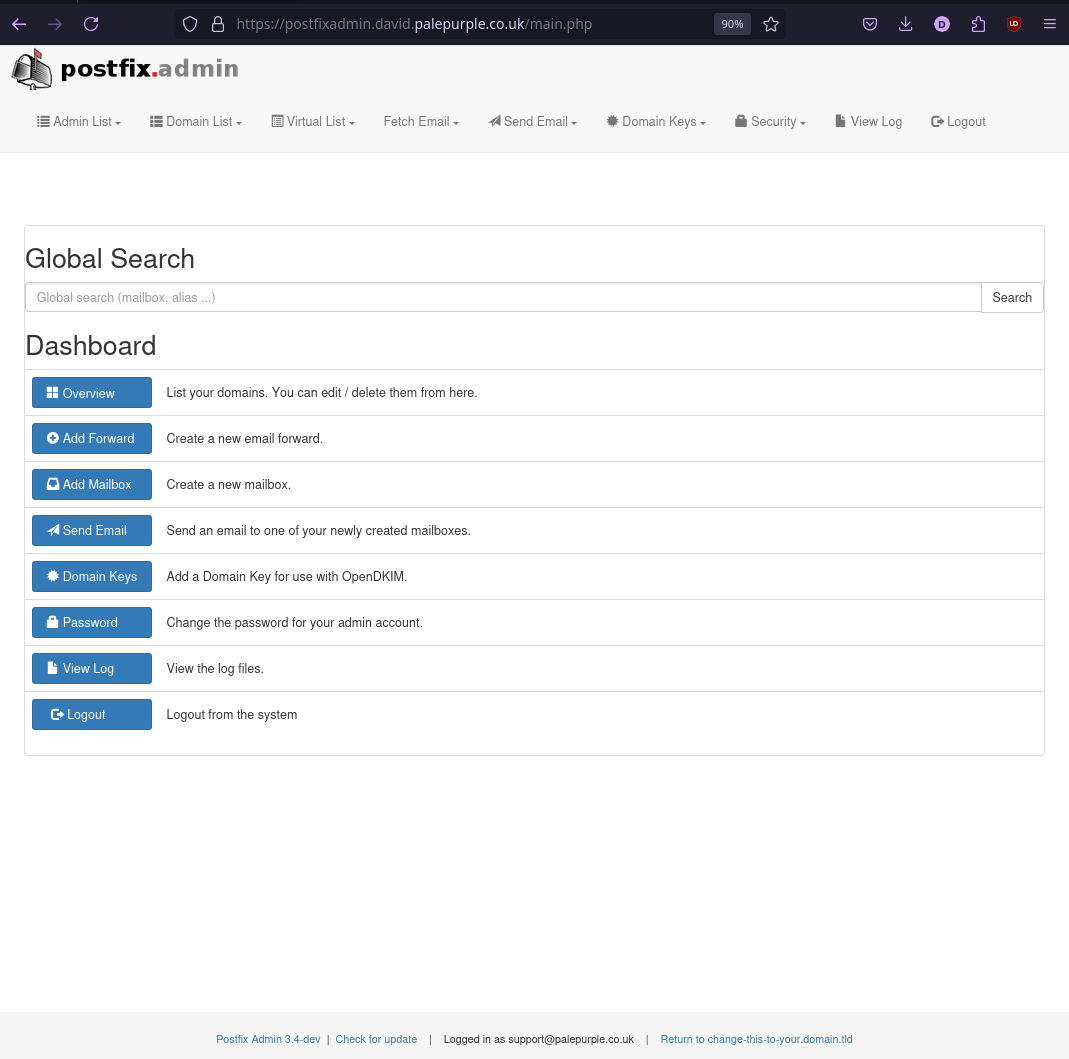 https://postfixadmin.david.palepurple.co.uk/main.php
90%
D
UD
postfix.admin
Admin List
Domain List
Virtual List
Fetch Email
Send Email
Domain Keys
Security
View Log
Logout
Global Search
Global search (mailbox, alias ...)
Search
Dashboard
Overview
List your domains. You can edit / delete them from here.
Add Forward
Create a new email forward.
Add Mailbox
Create a new mailbox.
Send Email
Send an email to one of your newly created mailboxes.
Domain Keys
Add a Domain Key for use with OpenDKIM.
Password
Change the password for your admin account.
View Log
View the log files.
Logout
Logout from the system
Postfix Admin 3.4-dev | Check for update | Logged in as support@palepurple.co.uk | Return to change-this-to-your.domain.tld